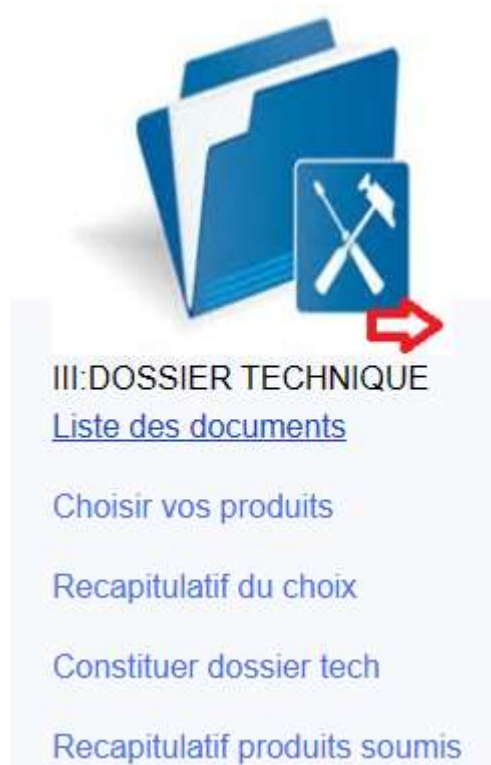 III:DOSSIER TECHNIQUE
Liste des documents
Choisir vos produits
Recapitulatif du choix
Constituer dossier tech
Recapitulatif produits soumis